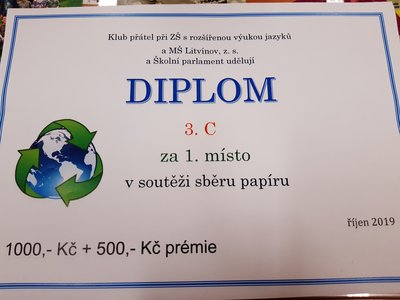 Klub přátel při ZŠ s rozšířenou výukou jazyků
a MŠ Litvínov, z. s.
a Školní parlament udělují
DIPLOM
3. C
za 1. místo
v soutěži sběru papíru
říjen 2019
1000,- Kč + 500,- Kč prémie